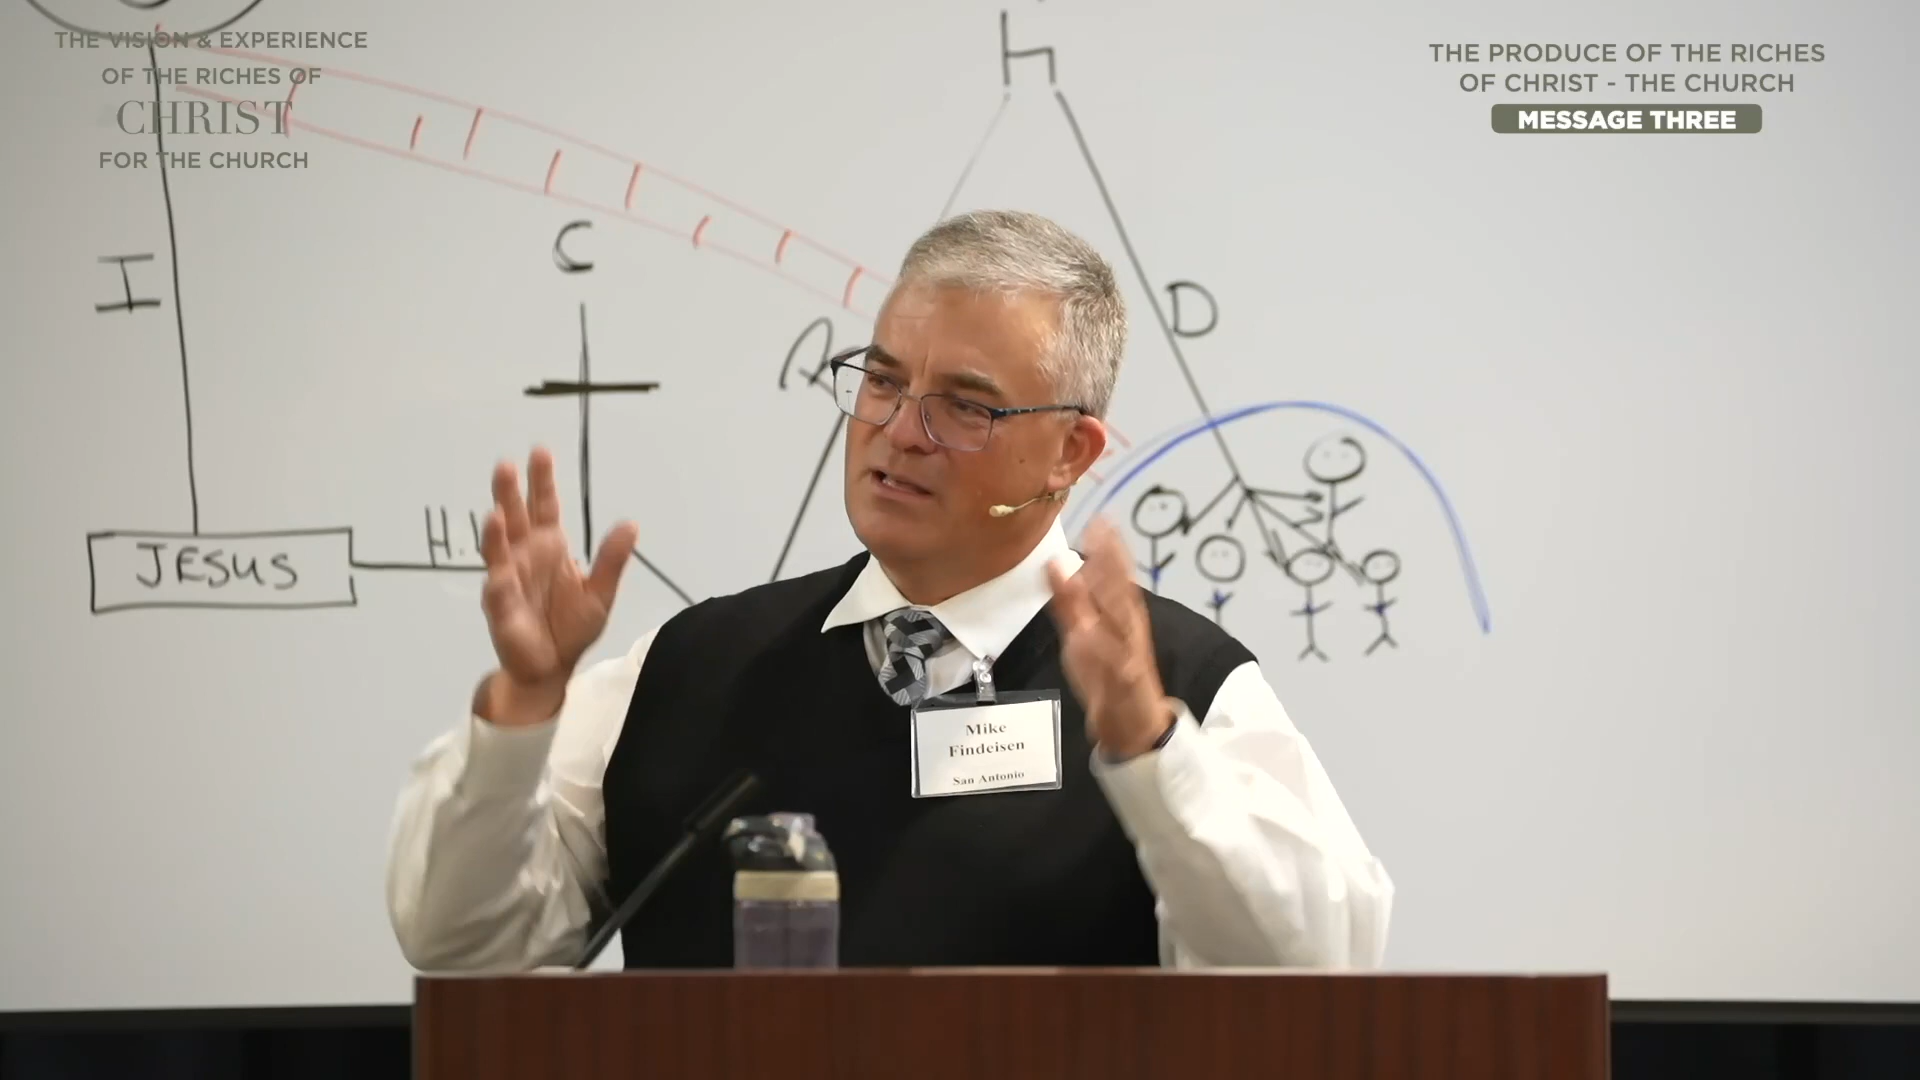 THE VISION & EXPERIENCE
OF THE RICHES OF
CHRIST
FOR THE CHURCH
THE PRODUCE OF THE RICHES
OF CHRIST - THE CHURCH
MESSAGE THREE
I
C
A
D
JESUS
H.
Mike
Findeisen
San Antonio